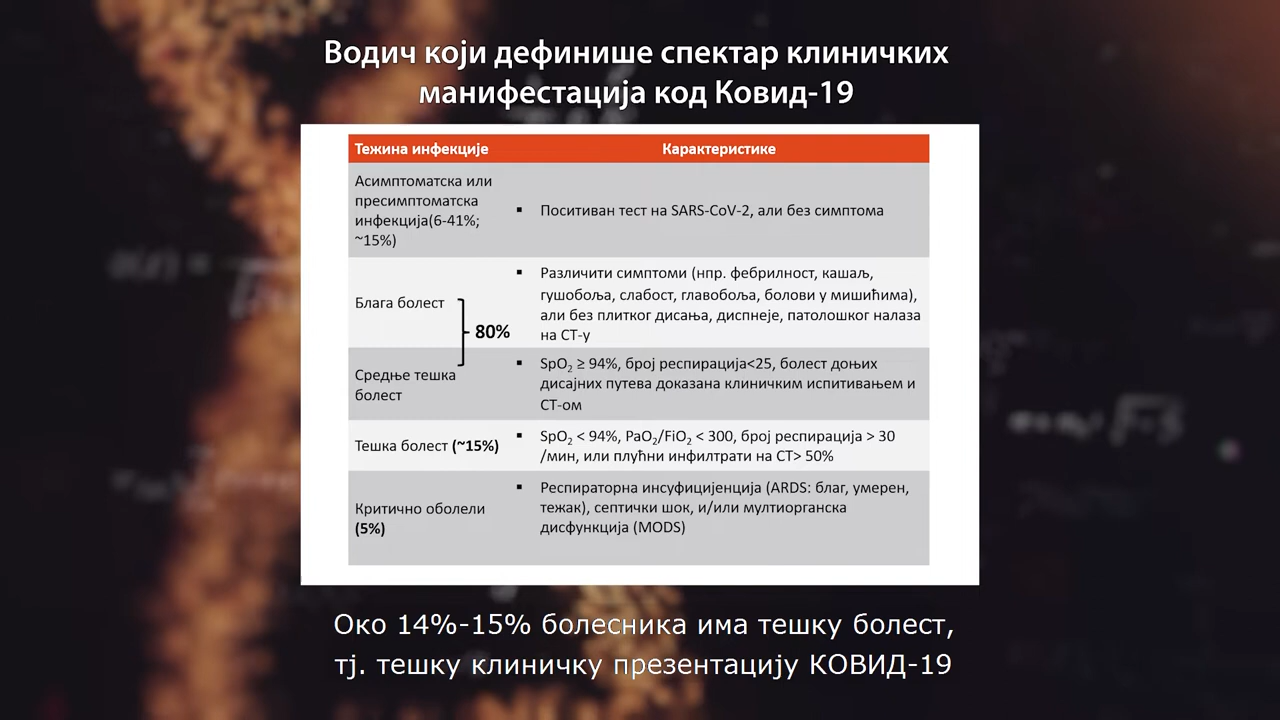 Водич који дефинише спектар клиничких
манифестација код Ковид-19
Тежина инфекције
Карактеристике
Асимптоматска или
пресимптоматска
инфекција(6-41%;
~15%)
▪ Поситиван тест на SARS-CoV-2, али без симптома
Блага болест
80%
▪ Различити симптоми (нпр. фебрилност, кашаљ,
гушобоља, слабост, главобоља, болови у мишићима),
али без плитког дисања, диспнеје, патолошког налаза
на СТ-у
Средње тешка
болест
▪ SpO₂ ≥ 94%, број респирација<25, болест доњих
дисајних путева доказана клиничким испитивањем и
СТ-ом
Тешка болест (~15%)
▪ SpO₂ < 94%, PaO₂/FiO₂ < 300, број респирација > 30
/мин, или плућни инфилтрати на СТ> 50%
Критично оболели
(5%)
▪ Респираторна инсуфицијенција (ARDS: благ, умерен,
тежак), септички шок, и/или мултиорганска
дисфункција (MODS)
Око 14%-15% болесника има тешку болест,
тј. тешку клиничку презентацију КОВИД-19